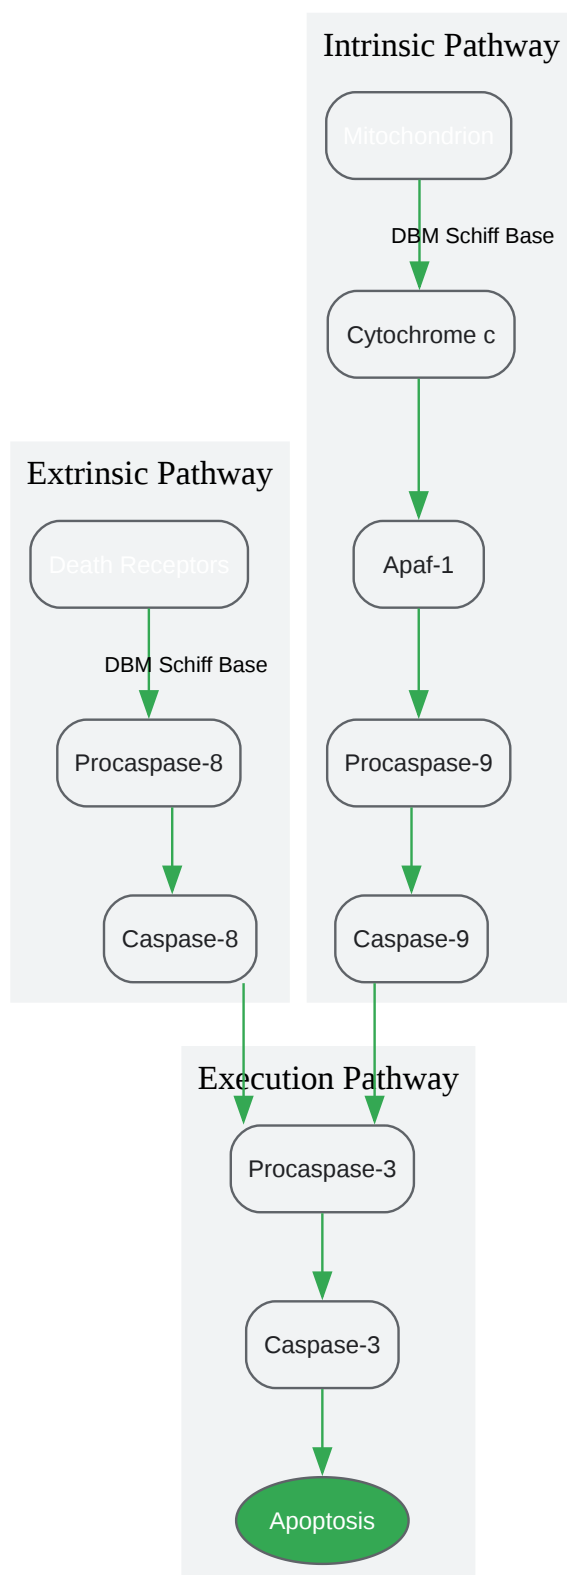 Intrinsic Pathway
Mitochondrion
DBM Schiff Base
Cytochrome c
Apaf-1
Procaspase-9
Caspase-9
Extrinsic Pathway
Death Receptors
DBM Schiff Base
Procaspase-8
Caspase-8
Execution Pathway
Procaspase-3
Caspase-3
Apoptosis